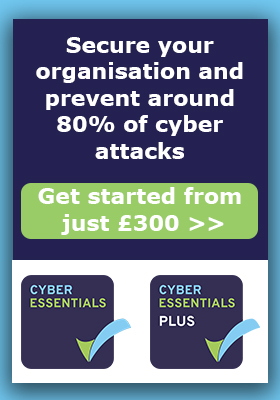 Secure your
organisation and
prevent around
80% of cyber
attacks
Get started from
just £300 >>
CYBER
ESSENTIALS
CYBER
ESSENTIALS
PLUS